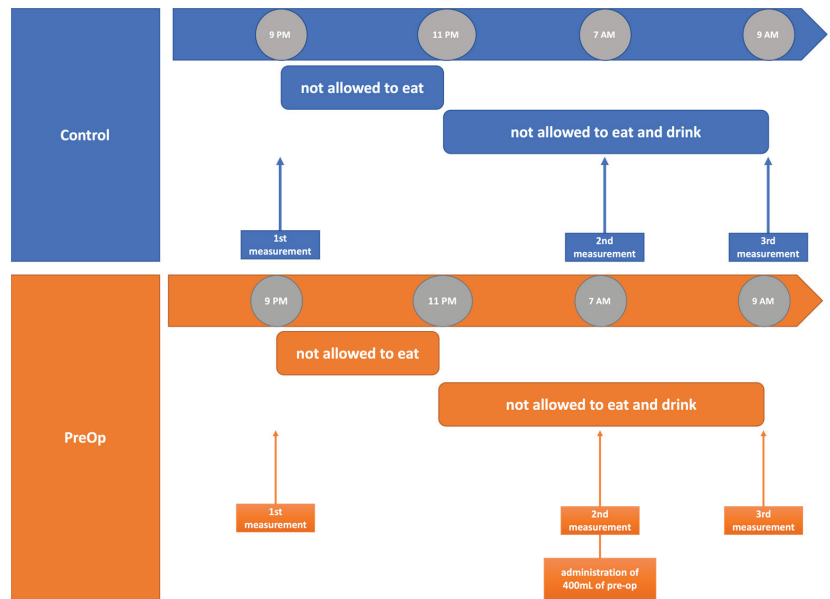 9 PM
11 PM
7 AM
9 AM
not allowed to eat
not allowed to eat and drink
Control
1st
measurement
2nd
measurement
3rd
measurement
9 PM
11 PM
7 AM
9 AM
not allowed to eat
not allowed to eat and drink
PreOp
1st
measurement
2nd
measurement
3rd
measurement
administration of
400mL of pre-op